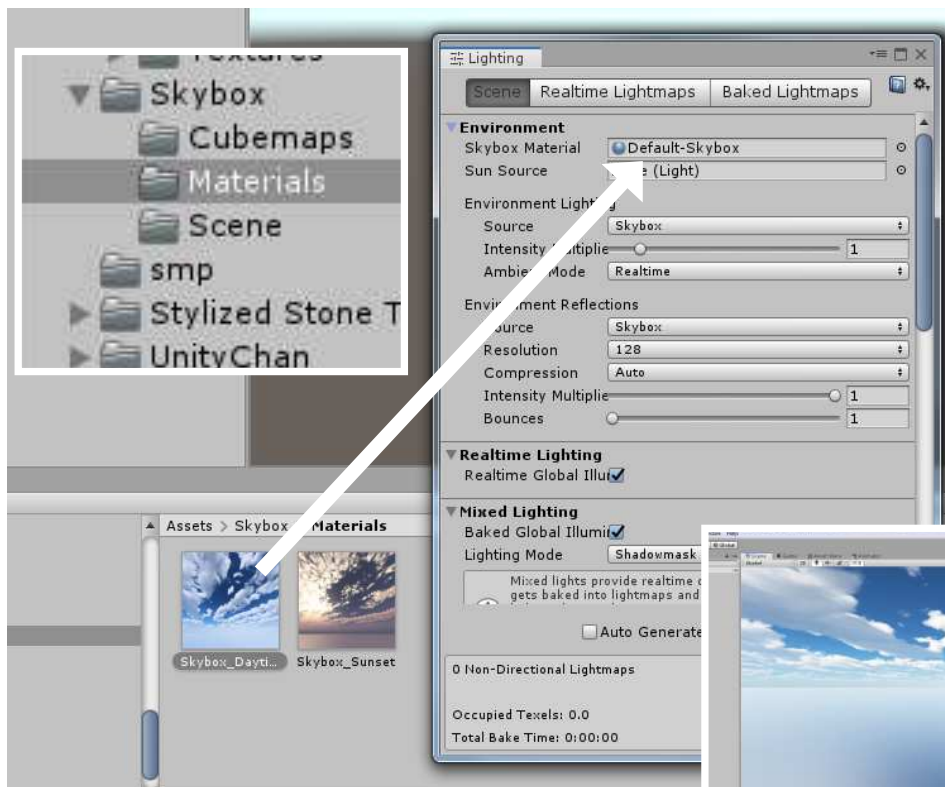 Textures
Skybox
Cubemaps
Materials
Scene
smp
Stylized Stone T
UnityChan
Lighting
Scene
Realtime Lightmaps
Baked Lightmaps
Environment
Skybox Material
Default-Skybox
Sun Source
(Light)
Environment Lighting
Source
Skybox
Intensity Multiplie
1
Ambient Mode
Realtime
Environment Reflections
Source
Skybox
Resolution
128
Compression
Auto
Intensity Multiplie
1
Bounces
1
Realtime Lighting
Realtime Global Illu
Mixed Lighting
Baked Global Illumi
Lighting Mode
Shadowmask
Mixed lights provide realtime
gets baked into lightmaps and
Auto Generate
0 Non-Directional Lightmaps
Occupied Texels: 0.0
Total Bake Time: 0:00:00
Assets > Skybox > Materials
Skybox_Dayti...
Skybox_Sunset